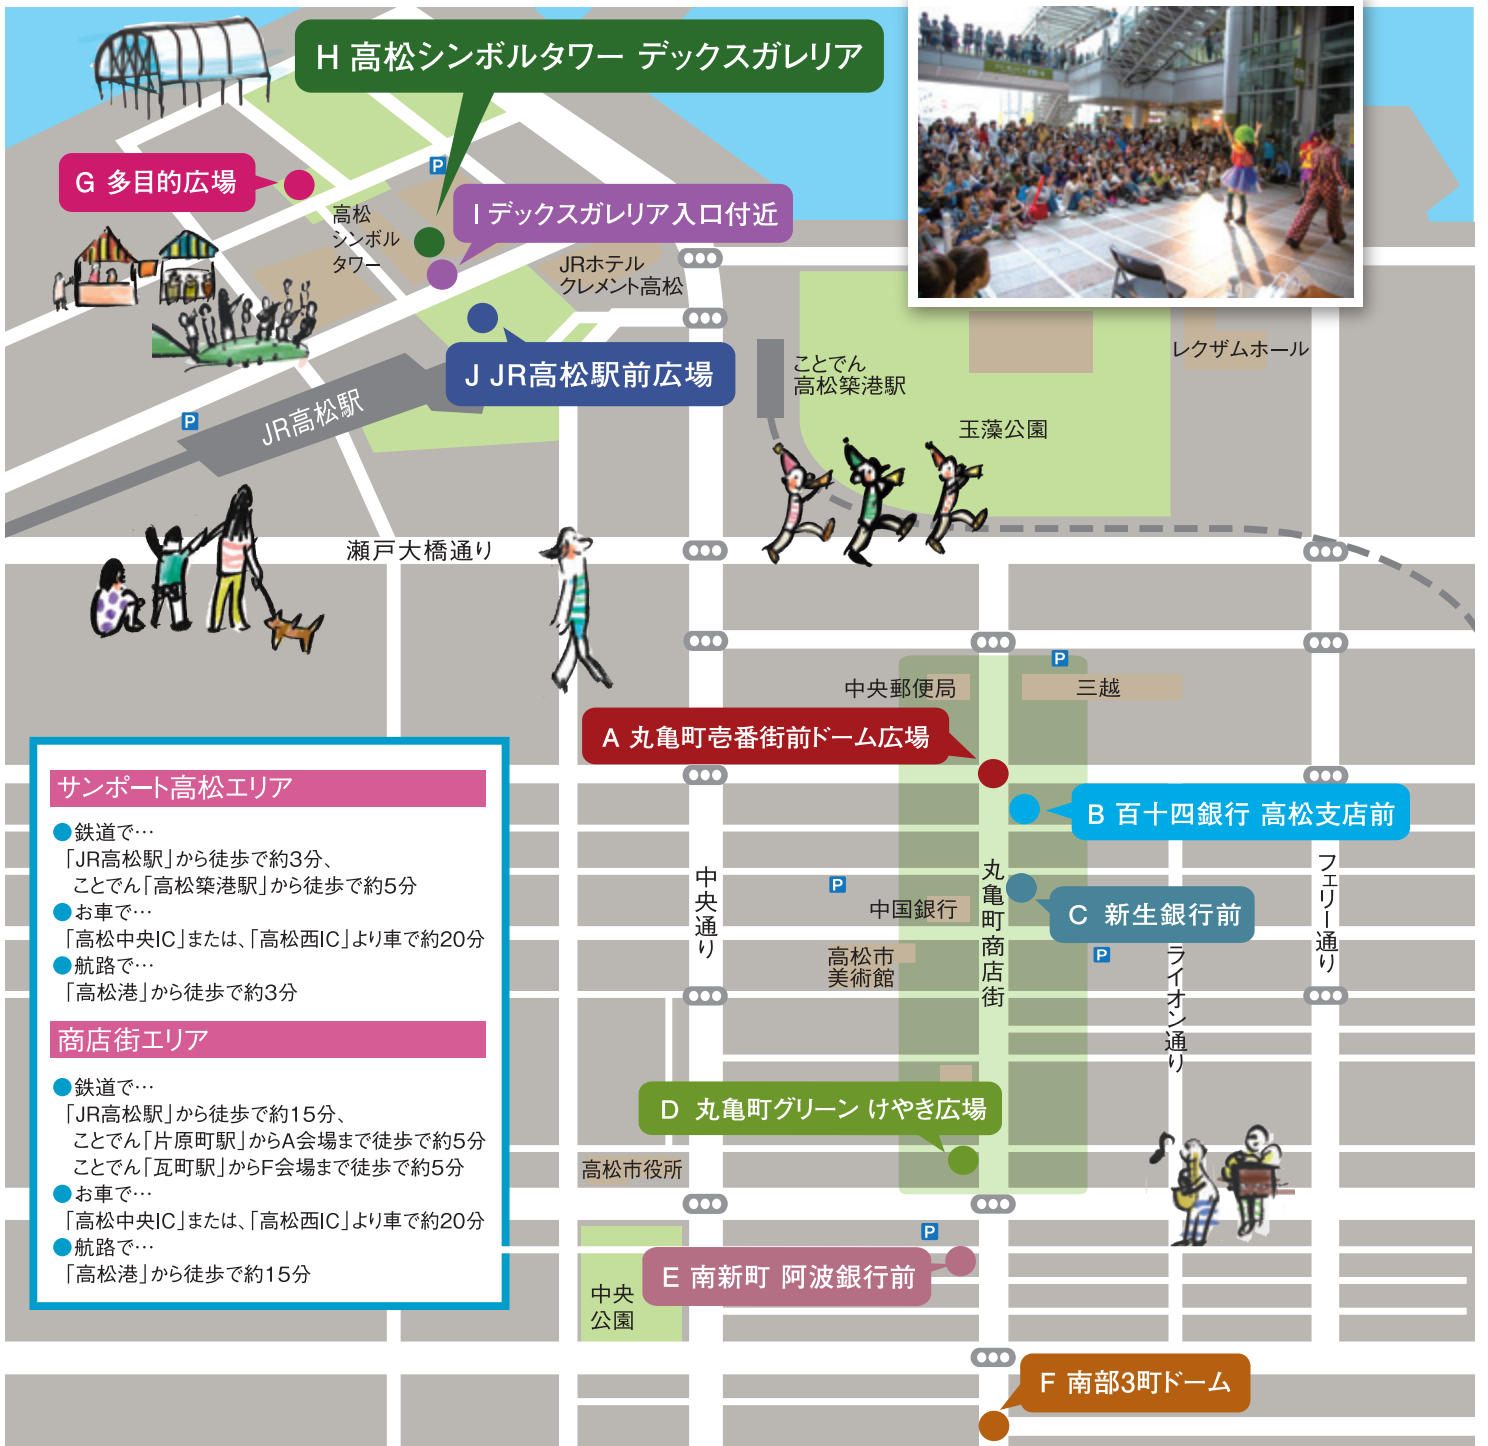 H 高松シンボルタワー デックスガレリア
G 多目的広場
I デックスガレリア入口付近
高松
シンボル
タワー
JRホテル
クレメント高松
J JR高松駅前広場
JR高松駅
ことでん
高松築港駅
レクザムホール
玉藻公園
瀬戸大橋通り
P
P
P
中央郵便局
三越
A 丸亀町壱番街前ドーム広場
B 百十四銀行 高松支店前
中央通り
丸亀町商店街
フェリー通り
ライオン通り
P
中国銀行
C 新生銀行前
高松市
美術館
P
D 丸亀町グリーン けやき広場
高松市役所
P
E 南新町 阿波銀行前
中央
公園
F 南部3町ドーム
サンポート高松エリア
●鉄道で…
「JR高松駅」から徒歩で約3分、
ことでん「高松築港駅」から徒歩で約5分
●お車で…
「高松中央IC」または、「高松西IC」より車で約20分
●航路で…
「高松港」から徒歩で約3分
商店街エリア
●鉄道で…
「JR高松駅」から徒歩で約15分、
ことでん「片原町駅」からA会場まで徒歩で約5分
ことでん「瓦町駅」からF会場まで徒歩で約5分
●お車で…
「高松中央IC」または、「高松西IC」より車で約20分
●航路で…
「高松港」から徒歩で約15分